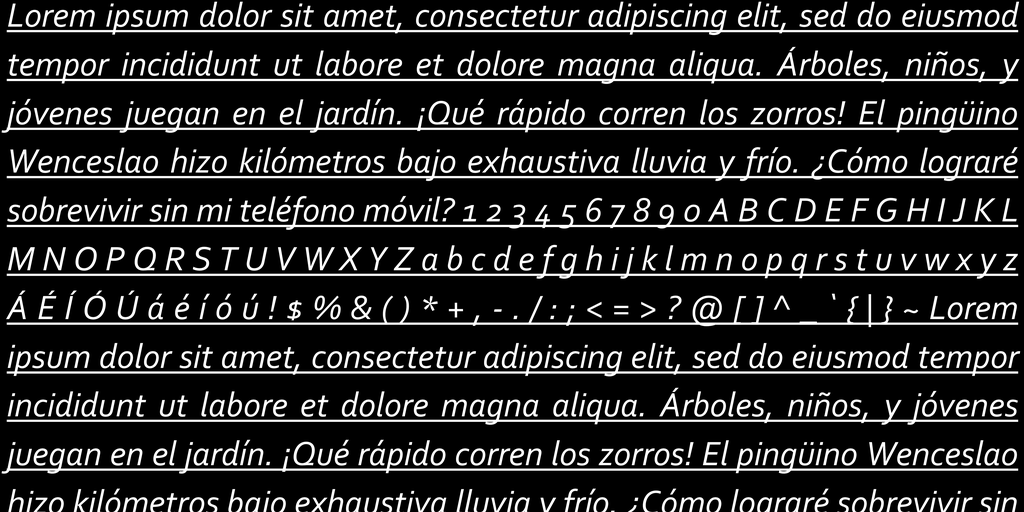 Lorem ipsum dolor sit amet, consectetur adipiscing elit, sed do eiusmod
tempor incididunt ut labore et dolore magna aliqua. Árboles, niños, y
jóvenes juegan en el jardín. ¡Qué rápido corren los zorros! El pingüino
Wenceslao hizo kilómetros bajo exhaustiva lluvia y frío. ¿Cómo lograré
sobrevivir sin mi teléfono móvil? 1 2 3 4 5 6 7 8 9 0 A B C D E F G H I J K L
M N O P Q R S T U V W X Y Z a b c d e f g h i j k l m n o p q r s t u v w x y z
Á É Í Ó Ú á é í ó ú ! $ % & ( ) * + , - . / : ; < = > ? @ [ ] ^ _ ` { | } ~ Lorem
ipsum dolor sit amet, consectetur adipiscing elit, sed do eiusmod tempor
incididunt ut labore et dolore magna aliqua. Árboles, niños, y jóvenes
juegan en el jardín. ¡Qué rápido corren los zorros! El pingüino Wenceslao
hizo kilómetros bajo exhaustiva lluvia y frío. ¿Cómo lograré sobrevivir sin